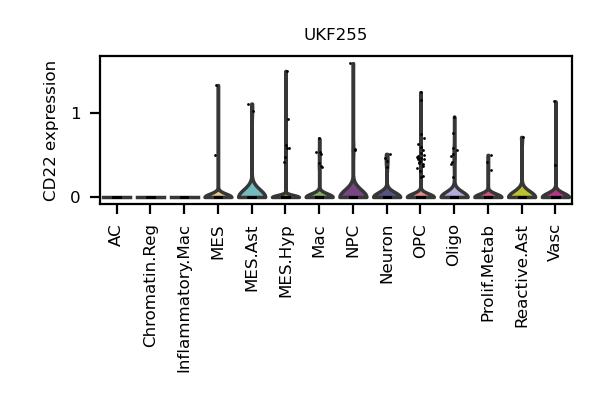 UKF255
CD22 expression
1
0
AC
Chromatin.Reg
Inflammatory.Mac
MES
MES.Ast
MES.Hyp
Mac
NPC
Neuron
OPC
Oligo
Prolif.Metab
Reactive.Ast
Vasc